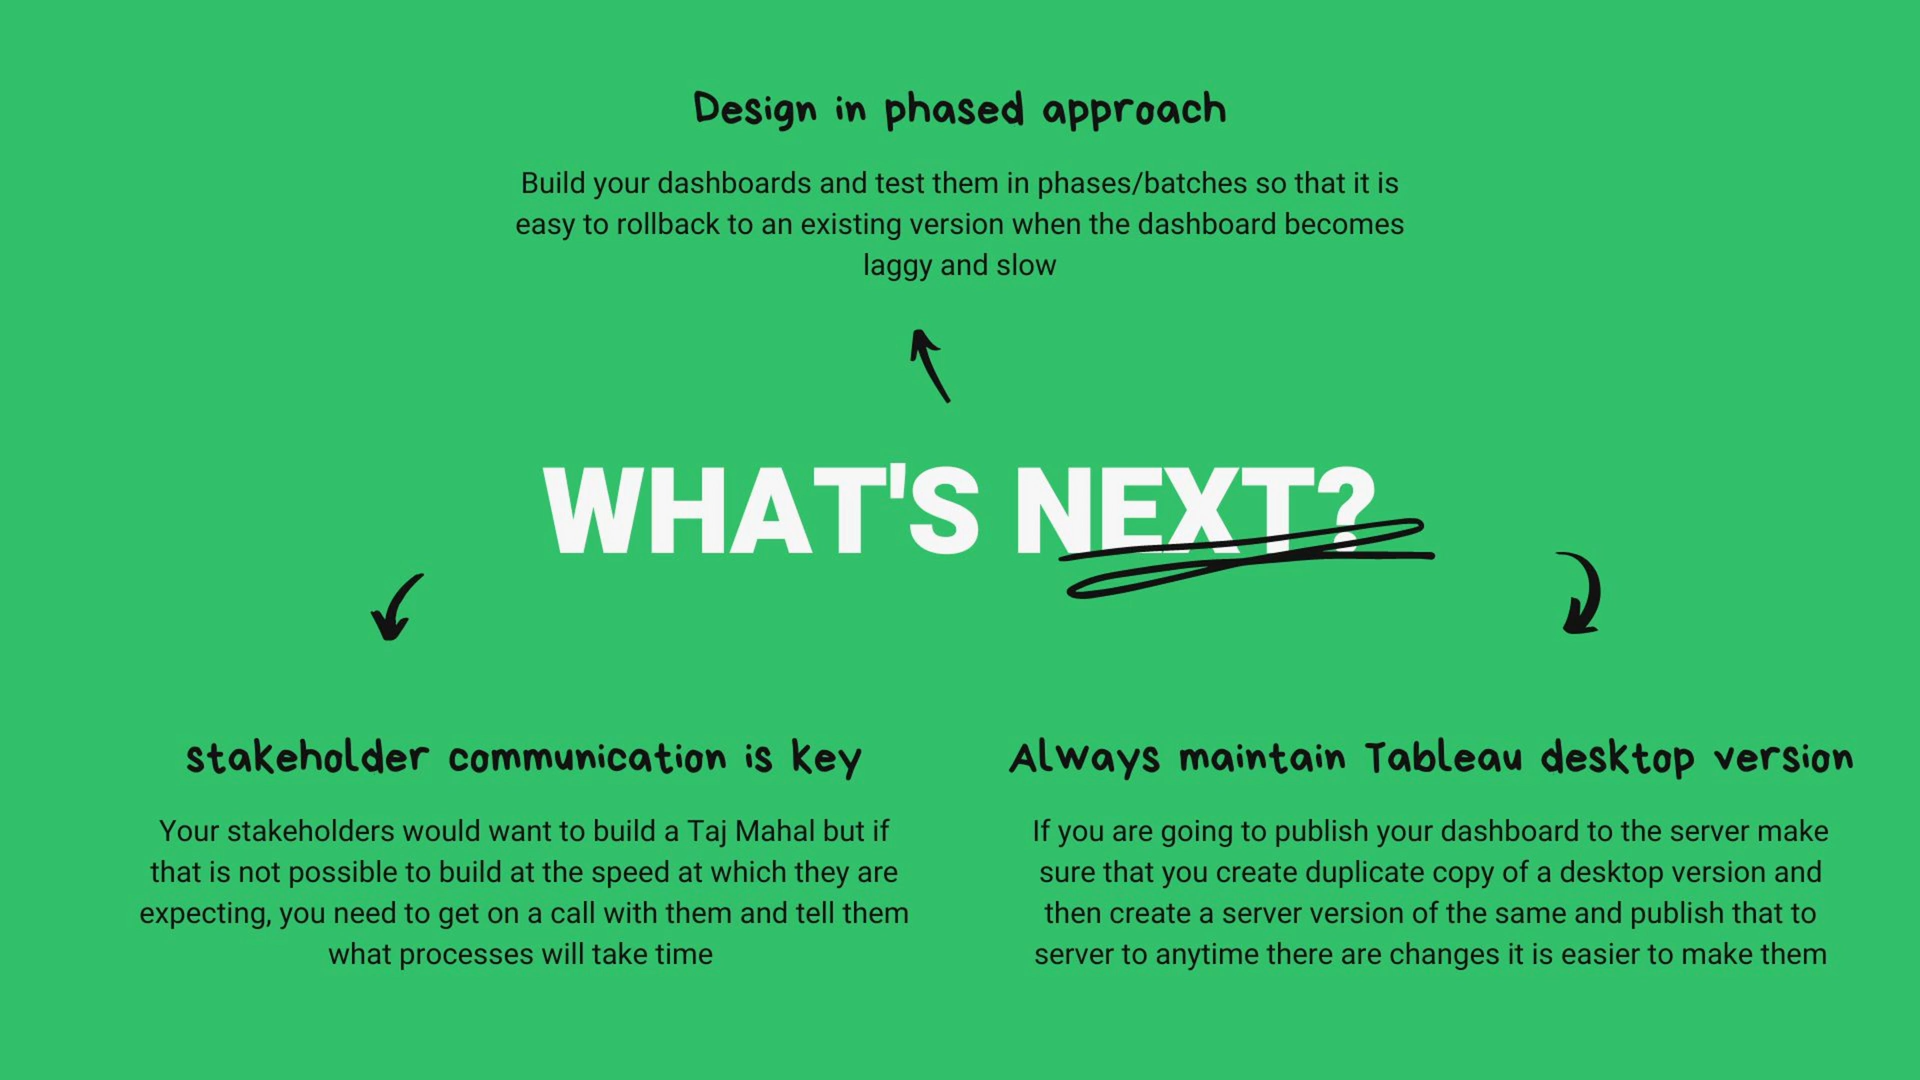 Design in phased approach
Build your dashboards and test them in phases/batches so that it is
easy to rollback to an existing version when the dashboard becomes
laggy and slow
WHAT'S NEXT?
stakeholder communication is key
Your stakeholders would want to build a Taj Mahal but if
that is not possible to build at the speed at which they are
expecting, you need to get on a call with them and tell them
what processes will take time
Always maintain Tableau desktop version
If you are going to publish your dashboard to the server make
sure that you create duplicate copy of a desktop version and
then create a server version of the same and publish that to
server to anytime there are changes it is easier to make them